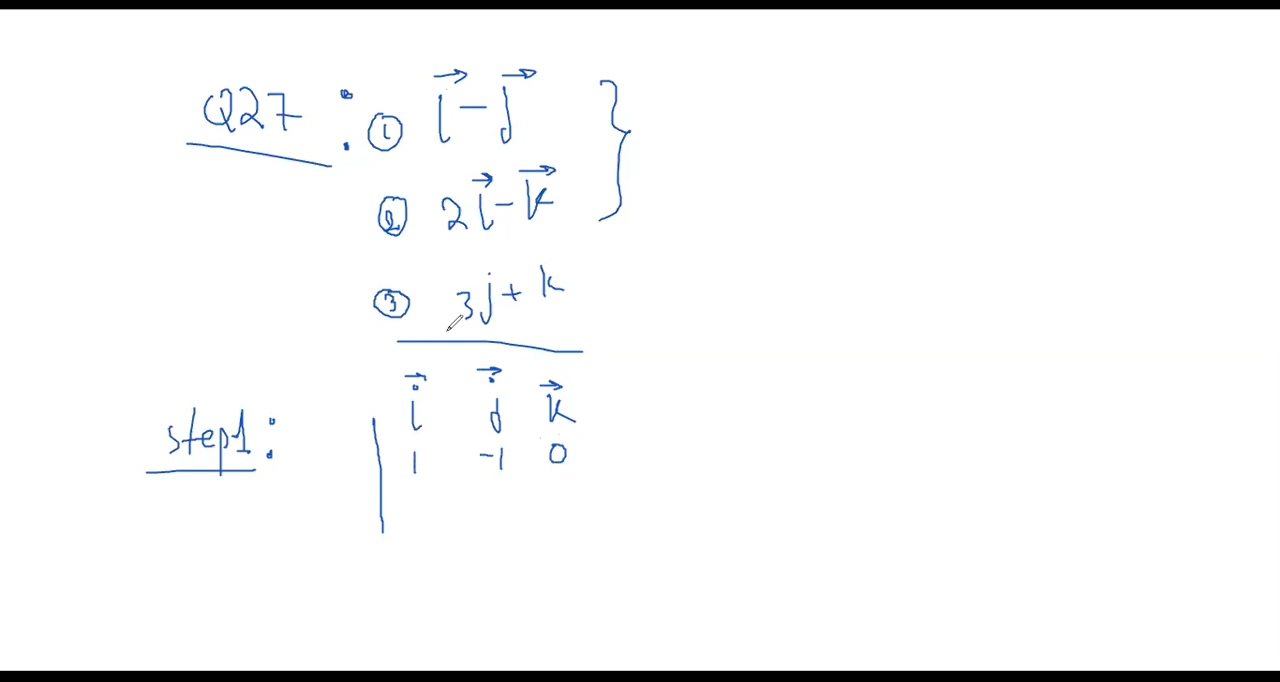 Q27 : ① i⃗ - j⃗ }
② 2i⃗ - k⃗
③ 3j + k
i⃗ j⃗ k⃗
step1 :
1 -1 0